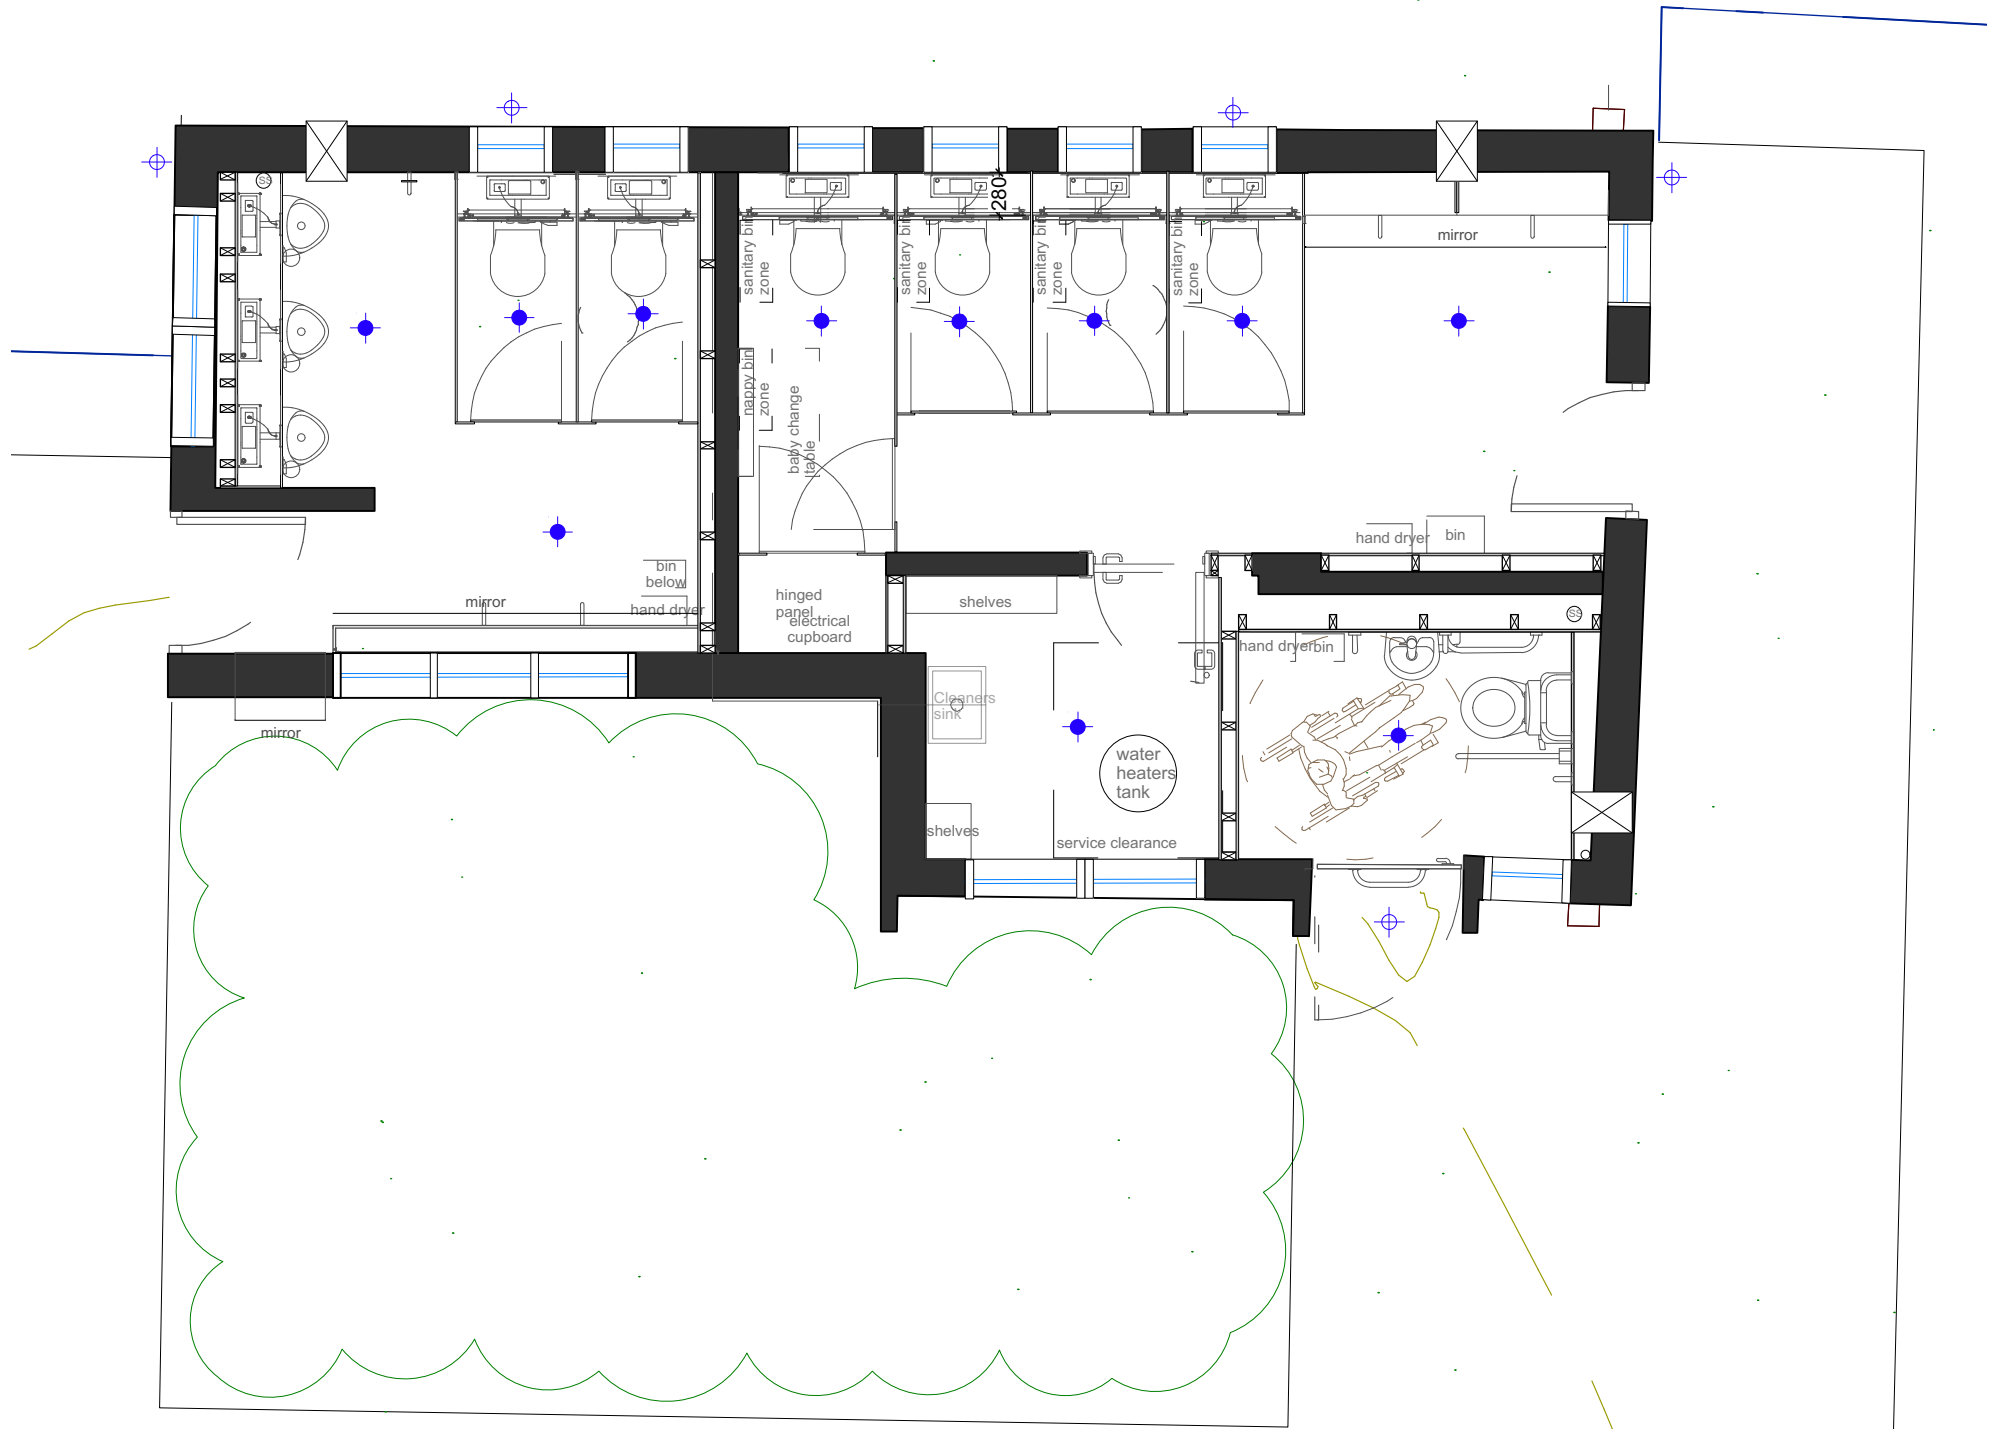 SS
280
sanitary bin
zone
sanitary bin
zone
sanitary bin
zone
sanitary bin
zone
mirror
nappy bin
zone
baby change
table
hand dryer
bin
bin
below
mirror
hand dryer
hinged
panel
electrical
cupboard
shelves
SS
hand dryer
bin
Cleaners
sink
mirror
water
heaters
tank
shelves
service clearance